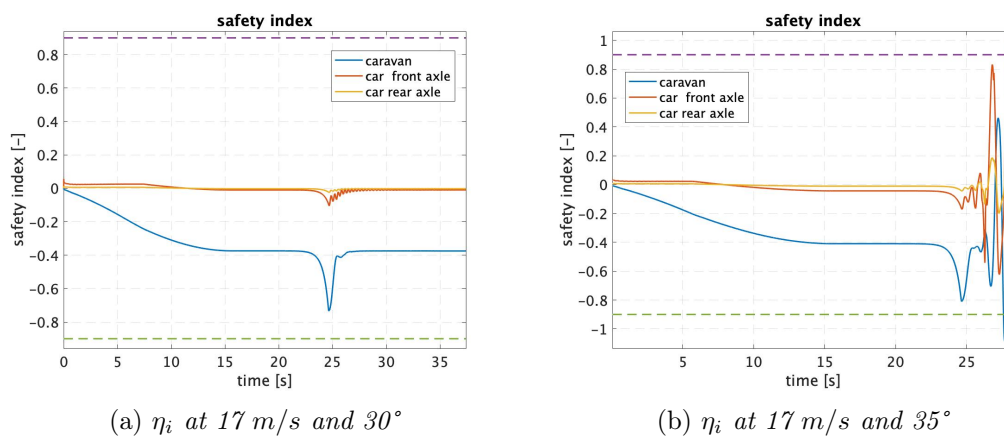 safety index
safety index [-]
0.8
0.6
0.4
0.2
0
−0.2
−0.4
−0.6
−0.8
caravan
car front axle
car rear axle
0 5 10 15 20 25 30 35
time [s]
(a) ηi at 17 m/s and 30°
safety index
safety index [-]
1
0.8
0.6
0.4
0.2
0
−0.2
−0.4
−0.6
−0.8
−1
caravan
car front axle
car rear axle
5 10 15 20 25
time [s]
(b) ηi at 17 m/s and 35°